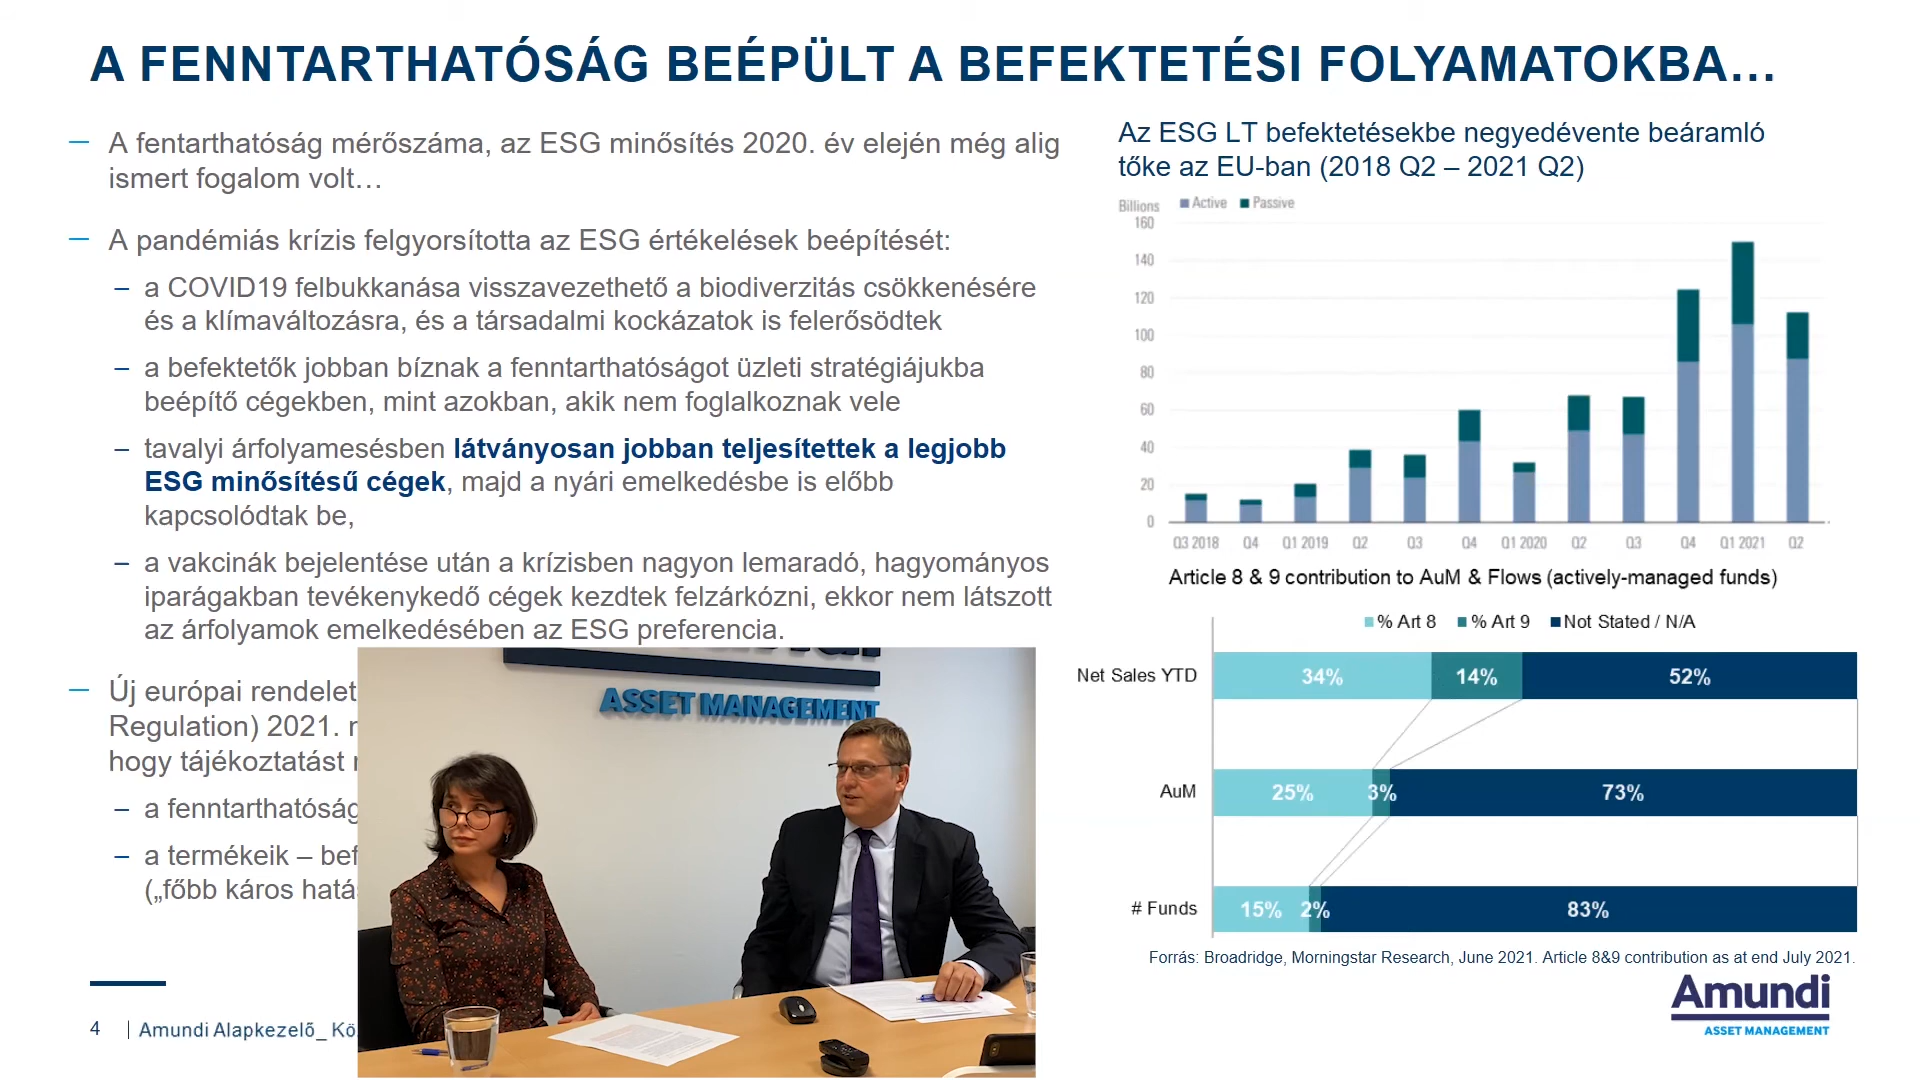 A FENNTARTHATÓSÁG BEÉPÜLT A BEFEKTETÉSI FOLYAMATOKBA…
— A fentarthatóság mérőszáma, az ESG minősítés 2020. év elején még alig
ismert fogalom volt…
— A pandémiás krízis felgyorsította az ESG értékelések beépítését:
– a COVID19 felbukkanása visszavezethető a biodiverzitás csökkenésére
és a klímaváltozásra, és a társadalmi kockázatok is felerősödtek
– a befektetők jobban bíznak a fenntarthatóságot üzleti stratégiájukba
beépítő cégekben, mint azokban, akik nem foglalkoznak vele
– tavalyi árfolyamesésben látványosan jobban teljesítettek a legjobb
ESG minősítésű cégek, majd a nyári emelkedésbe is előbb
kapcsolódtak be,
– a vakcinák bejelentése után a krízisben nagyon lemaradó, hagyományos
iparágakban tevékenykedő cégek kezdtek felzárkózni, ekkor nem látszott
az árfolyamok emelkedésében az ESG preferencia.
— Új európai rendelet
Regulation) 2021.
hogy tájékoztatást
– a fenntarthatóság
– a termékeik –
(„főbb káros
ASSET MANAGEMENT
4 | Amundi Alapkezelő_
Az ESG LT befektetésekbe negyedévente beáramló
tőke az EU-ban (2018 Q2 – 2021 Q2)
Billions Active Passive
160
140
120
100
80
60
40
20
0
Q3 2018 Q4 Q1 2019 Q2 Q3 Q4 Q1 2020 Q2 Q3 Q4 Q1 2021 Q2
Article 8 & 9 contribution to AuM & Flows (actively-managed funds)
% Art 8 % Art 9 Not Stated / N/A
Net Sales YTD 34% 14% 52%
AuM 25% 3% 73%
# Funds 15% 2% 83%
Forrás: Broadridge, Morningstar Research, June 2021. Article 8&9 contribution as at end July 2021.
Amundi
ASSET MANAGEMENT